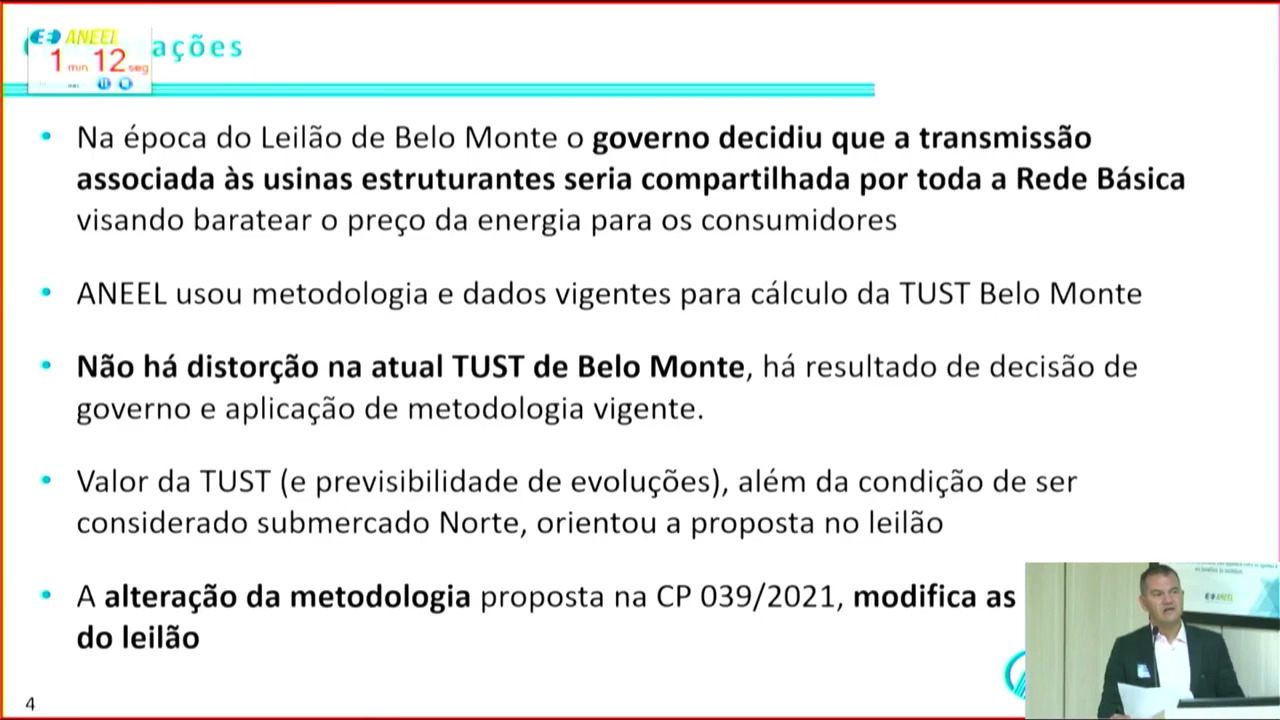 ANEEL
1 min 12 seg
ações
• Na época do Leilão de Belo Monte o governo decidiu que a transmissão
associada às usinas estruturantes seria compartilhada por toda a Rede Básica
visando baratear o preço da energia para os consumidores
• ANEEL usou metodologia e dados vigentes para cálculo da TUST Belo Monte
• Não há distorção na atual TUST de Belo Monte, há resultado de decisão de
governo e aplicação de metodologia vigente.
• Valor da TUST (e previsibilidade de evoluções), além da condição de ser
considerado submercado Norte, orientou a proposta no leilão
• A alteração da metodologia proposta na CP 039/2021, modifica as
do leilão
ANEEL
4